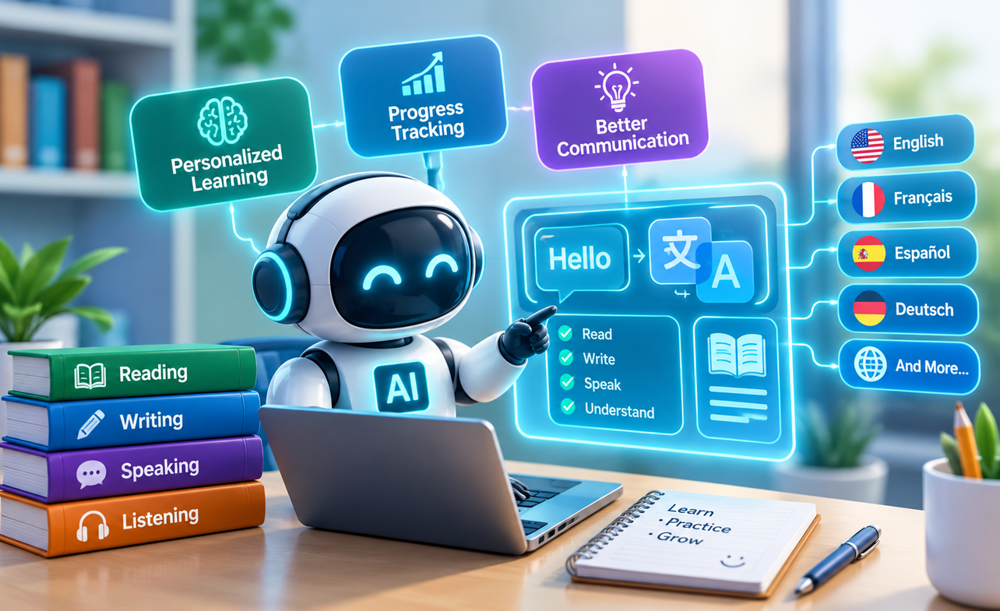 Personalized
Learning
Progress
Tracking
Better
Communication
English
Français
Español
Deutsch
And More...
Hello
文
A
Read
Write
Speak
Understand
AI
Reading
Writing
Speaking
Listening
Learn
· Practice
· Grow